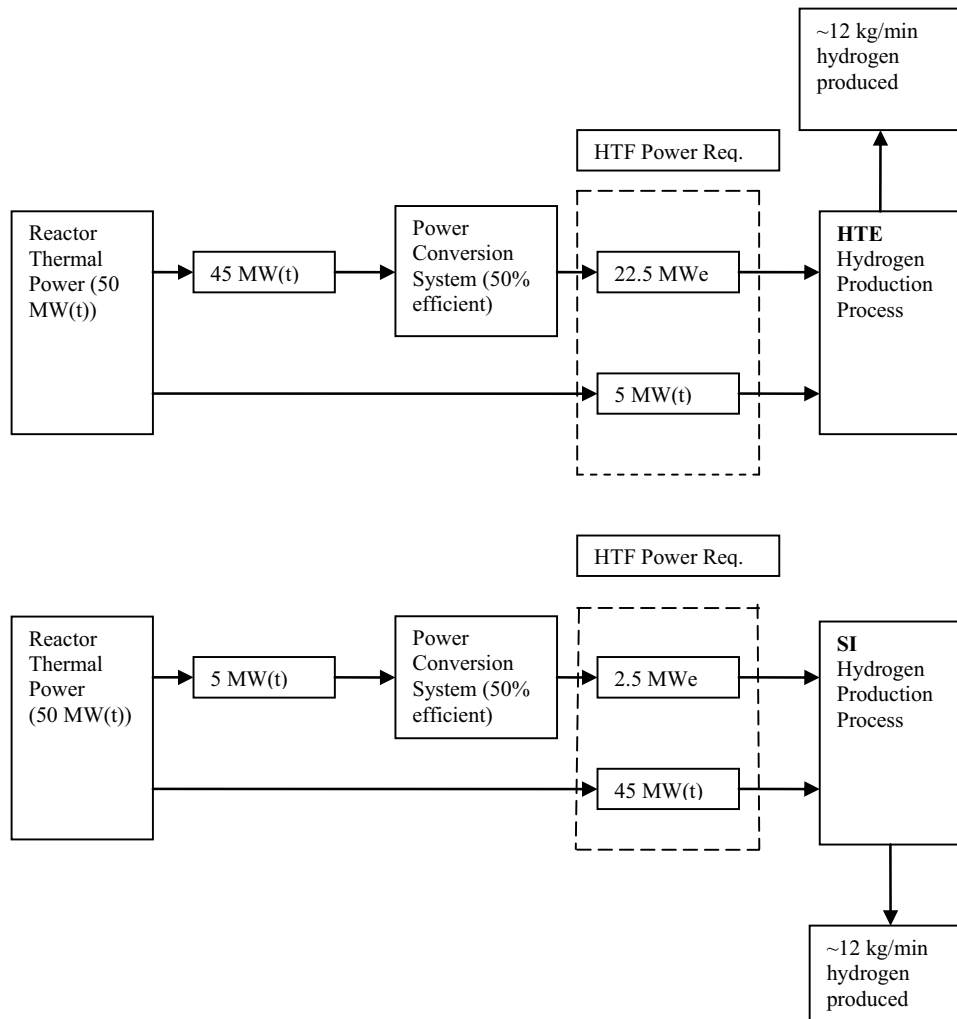 ~12 kg/min
hydrogen
produced
HTF Power Req.
Reactor
Thermal
Power (50
MW(t))
45 MW(t)
Power
Conversion
System (50%
efficient)
22.5 MWe
5 MW(t)
HTE
Hydrogen
Production
Process
HTF Power Req.
Reactor
Thermal
Power
(50 MW(t))
5 MW(t)
Power
Conversion
System (50%
efficient)
2.5 MWe
45 MW(t)
SI
Hydrogen
Production
Process
~12 kg/min
hydrogen
produced